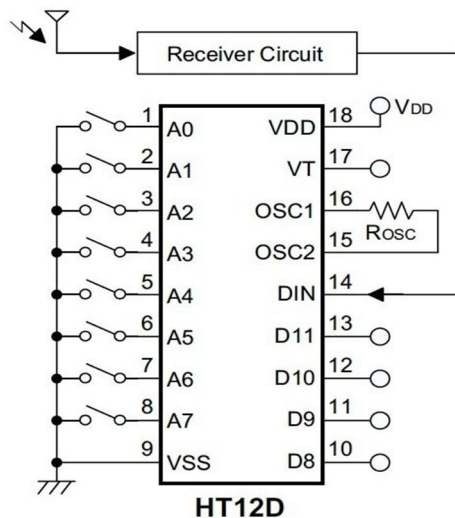 Receiver Circuit
1 A0 VDD 18 VDD
2 A1 VT 17
3 A2 OSC1 16
ROSC
4 A3 OSC2 15
5 A4 DIN 14
6 A5 D11 13
7 A6 D10 12
8 A7 D9 11
9 VSS D8 10
HT12D